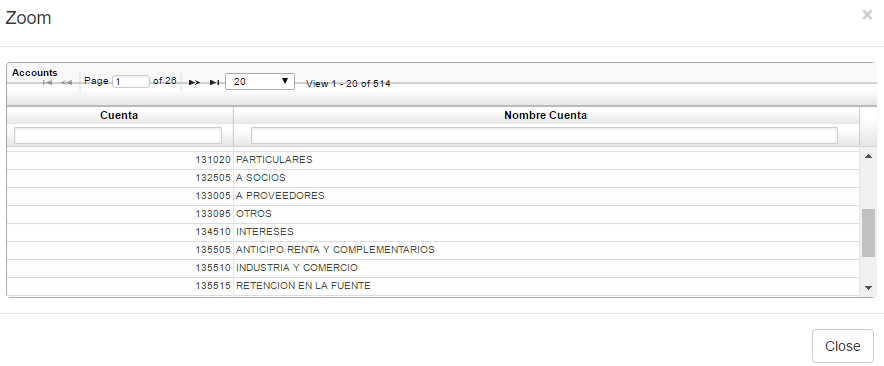 Zoom
×
Accounts
Page 1 of 26 20 View 1 - 20 of 514
Cuenta Nombre Cuenta
131020 PARTICULARES
132505 A SOCIOS
133005 A PROVEEDORES
133095 OTROS
134510 INTERESES
135505 ANTICIPO RENTA Y COMPLEMENTARIOS
135510 INDUSTRIA Y COMERCIO
135515 RETENCION EN LA FUENTE
Close